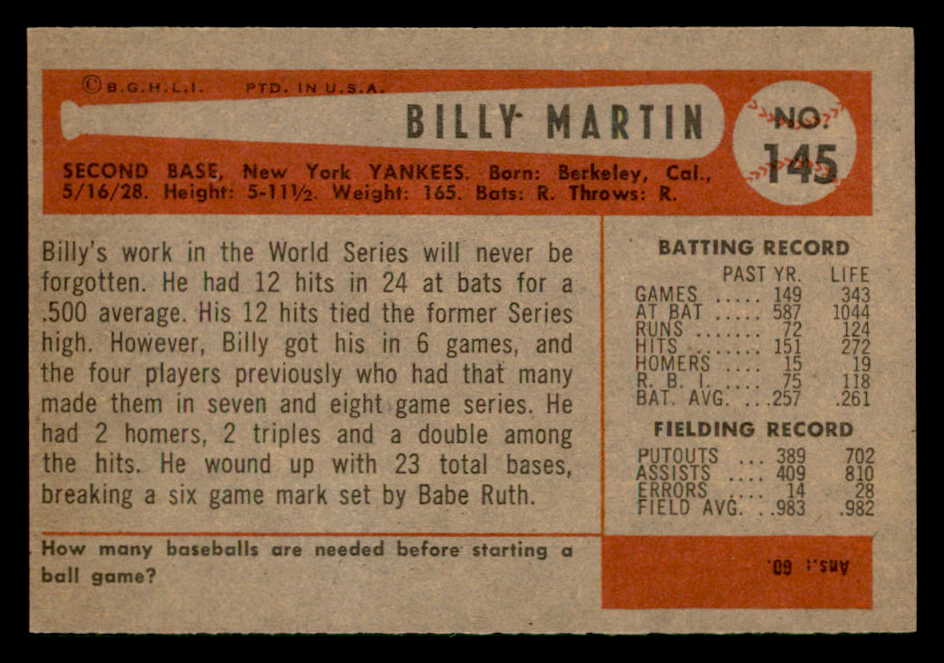 ©B.G.H.L.I. PTD. IN U.S.A.
BILLY MARTIN
NO.
145
SECOND BASE, New York YANKEES. Born: Berkeley, Cal.,
5/16/28. Height: 5-11½. Weight: 165. Bats: R. Throws: R.
Billy's work in the World Series will never be
forgotten. He had 12 hits in 24 at bats for a
.500 average. His 12 hits tied the former Series
high. However, Billy got his in 6 games, and
the four players previously who had that many
made them in seven and eight game series. He
had 2 homers, 2 triples and a double among
the hits. He wound up with 23 total bases,
breaking a six game mark set by Babe Ruth.
BATTING RECORD
PAST YR. LIFE
GAMES ..... 149 343
AT BAT ..... 587 1044
RUNS ....... 72 124
HITS ........ 151 272
HOMERS .... 15 19
R. B. I. .... 75 118
BAT. AVG. ...257 .261
FIELDING RECORD
PUTOUTS ... 389 702
ASSISTS .... 409 810
ERRORS .... 14 28
FIELD AVG. ..983 .982
How many baseballs are needed before starting a
ball game?
Ans.: 60.